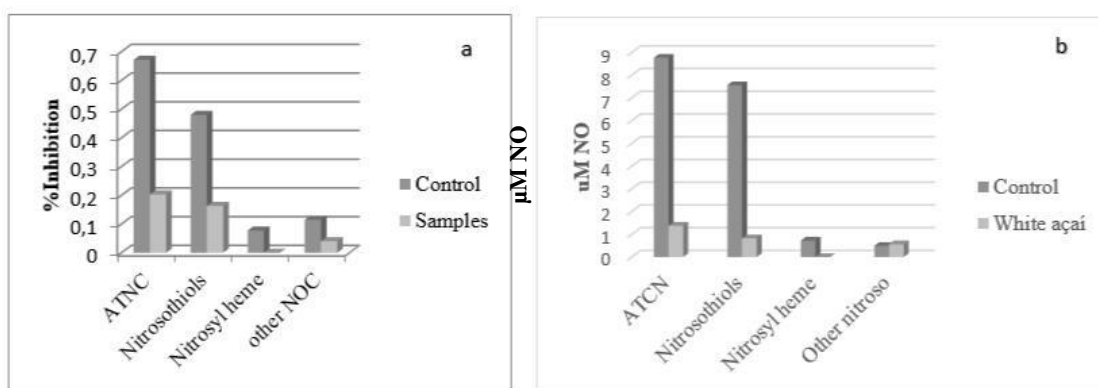 a
0,7
0,6
0,5
0,4
0,3
0,2
0,1
0
%Inhibition
ATNC
Nitrosothiols
Nitrosyl heme
other NOC
Control
Samples
µM NO
b
9
8
7
6
5
4
3
2
1
0
uM NO
ATCN
Nitrosothiols
Nitrosyl heme
Other nitroso
Control
White açaí